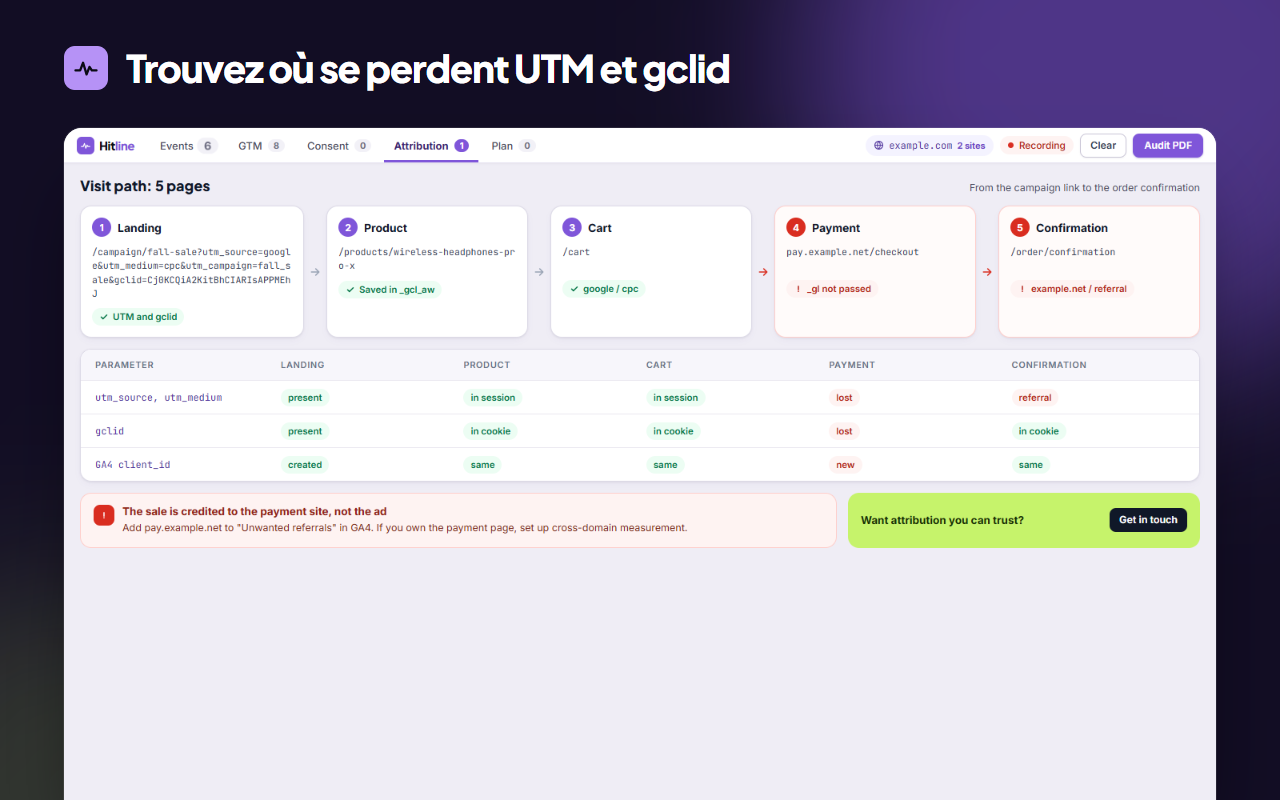 Trouvez où se perdent UTM et gclid
Hitline
Events 6
GTM 8
Consent 0
Attribution 1
Plan 0
example.com 2 sites
Recording
Clear
Audit PDF
Visit path: 5 pages
From the campaign link to the order confirmation
1 Landing
/campaign/fall-sale?utm_source=googl
e&utm_medium=cpc&utm_campaign=fall_s
ale&gclid=Cj0KCQiA2KitBhCIARIsAPPMEh
J
✓ UTM and gclid
→
2 Product
/products/wireless-headphones-pr
o-x
✓ Saved in _gcl_aw
→
3 Cart
/cart
✓ google / cpc
→
4 Payment
pay.example.net/checkout
! _gl not passed
→
5 Confirmation
/order/confirmation
! example.net / referral
PARAMETER LANDING PRODUCT CART PAYMENT CONFIRMATION
utm_source, utm_medium present in session in session lost referral
gclid present in cookie in cookie lost in cookie
GA4 client_id created same same new same
! The sale is credited to the payment site, not the ad
Add pay.example.net to "Unwanted referrals" in GA4. If you own the payment page, set up cross-domain measurement.
Want attribution you can trust?
Get in touch